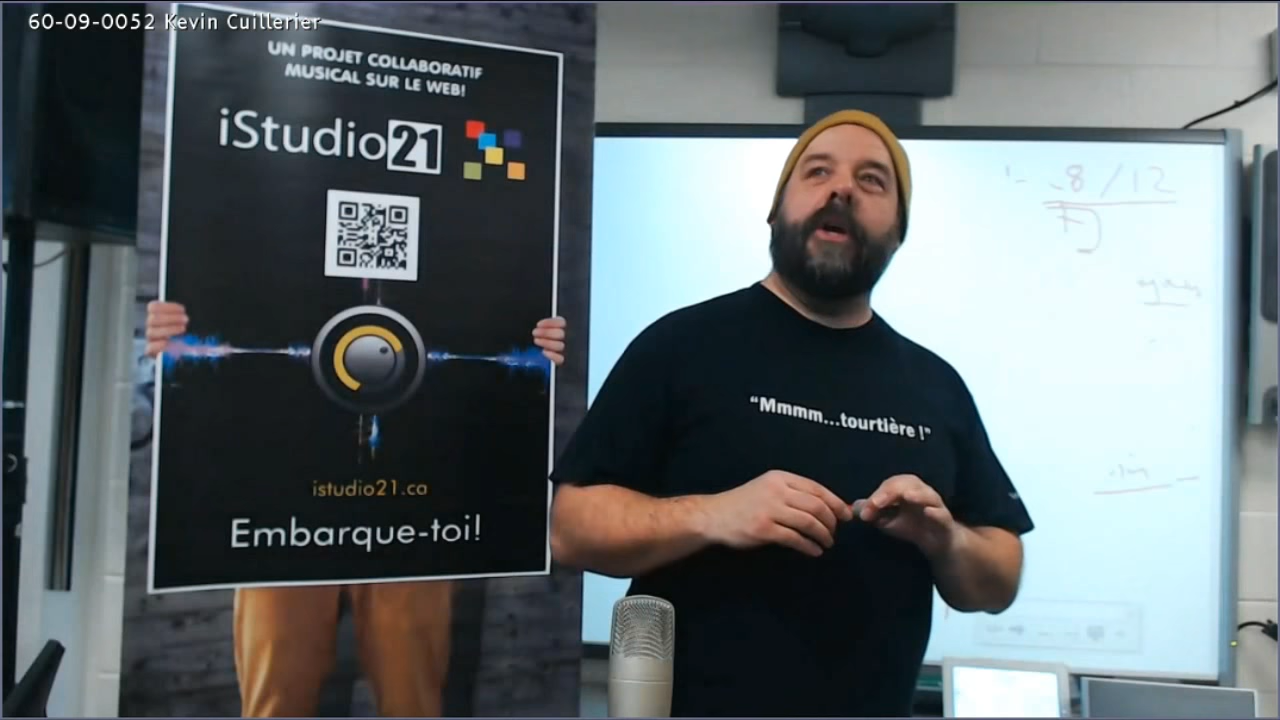 60-09-0052 Kevin Cuillerier
UN PROJET COLLABORATIF
MUSICAL SUR LE WEB!
iStudio21
istudio21.ca
Embarque-toi!
"Mmmm...tourtière !"
8/12